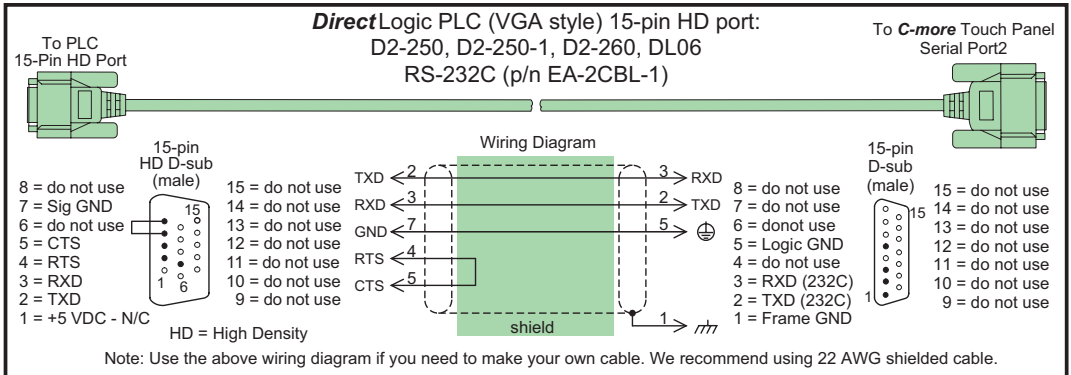 DirectLogic PLC (VGA style) 15-pin HD port:
D2-250, D2-250-1, D2-260, DL06
RS-232C (p/n EA-2CBL-1)
To PLC
15-Pin HD Port
To C-more Touch Panel
Serial Port2
15-pin
HD D-sub
(male)
8 = do not use
7 = Sig GND
6 = do not use
5 = CTS
4 = RTS
3 = RXD
2 = TXD
1 = +5 VDC - N/C
15
1 6
HD = High Density
15 = do not use
14 = do not use
13 = do not use
12 = do not use
11 = do not use
10 = do not use
9 = do not use
Wiring Diagram
TXD 2 3 RXD
RXD 3 2 TXD
GND 7 5
RTS 4
CTS 5
1
shield
8 = do not use
7 = do not use
6 = donot use
5 = Logic GND
4 = do not use
3 = RXD (232C)
2 = TXD (232C)
1 = Frame GND
15-pin
D-sub
(male)
15
1
15 = do not use
14 = do not use
13 = do not use
12 = do not use
11 = do not use
10 = do not use
9 = do not use
Note: Use the above wiring diagram if you need to make your own cable. We recommend using 22 AWG shielded cable.